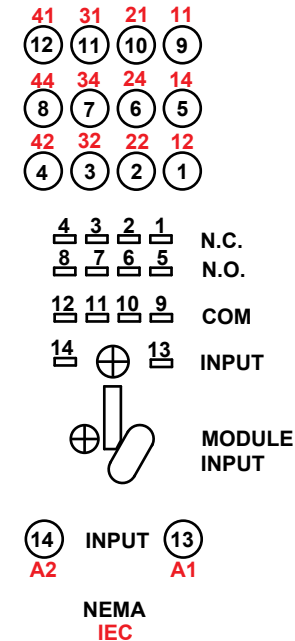 41 31 21 11
12 11 10 9
44 34 24 14
8 7 6 5
42 32 22 12
4 3 2 1
4 3 2 1 N.C.
8 7 6 5 N.O.
12 11 10 9 COM
14 13 INPUT
MODULE
INPUT
14 INPUT 13
A2 A1
NEMA
IEC